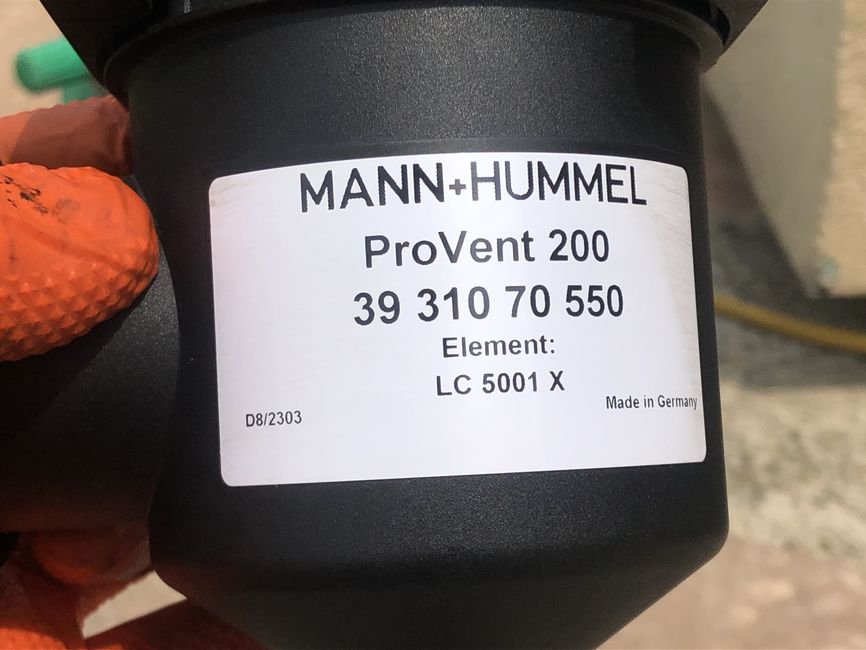 MANN+HUMMEL
ProVent 200
39 310 70 550
Element:
LC 5001 X
D8/2303
Made in Germany